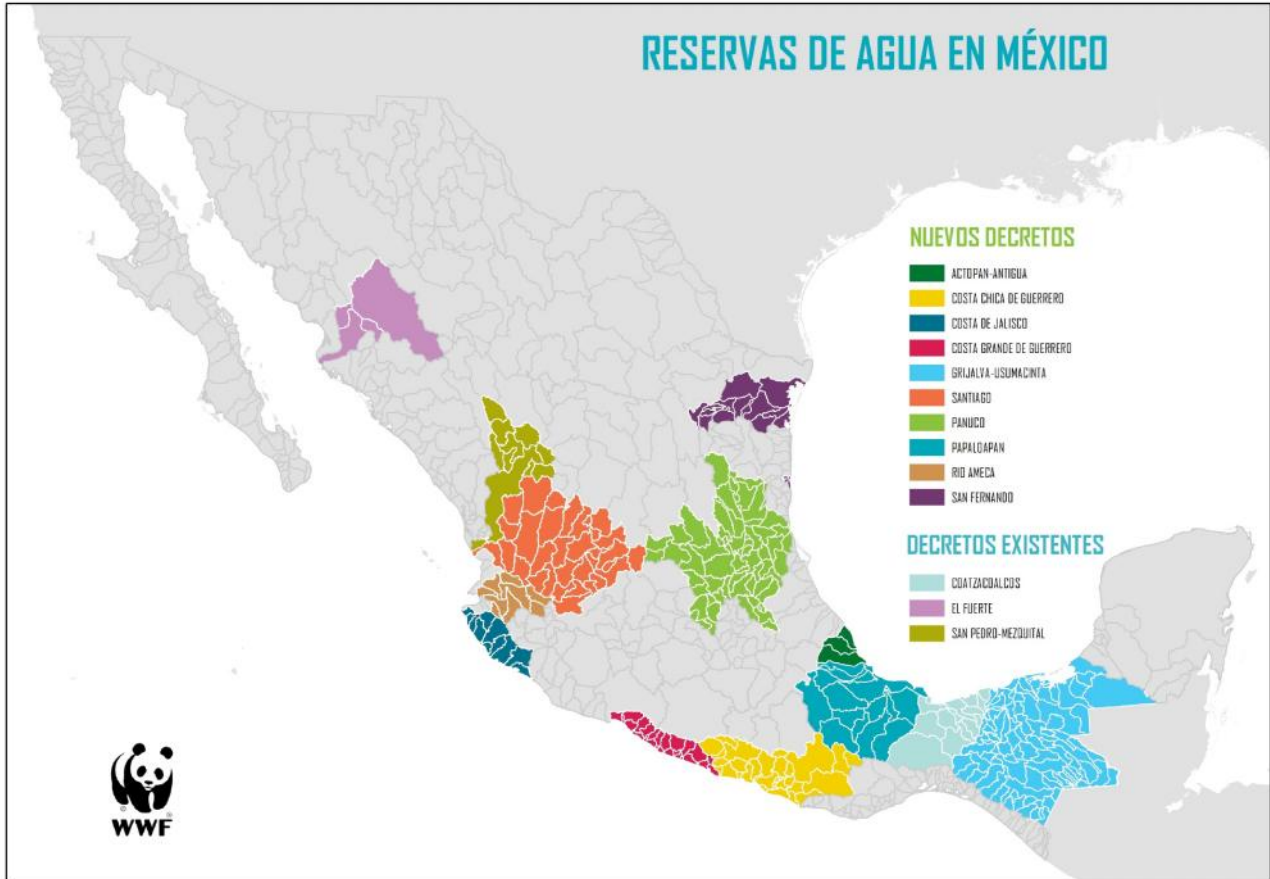 RESERVAS DE AGUA EN MÉXICO
NUEVOS DECRETOS
ACTOPAN-ANTIGUA
COSTA CHICA DE GUERRERO
COSTA DE JALISCO
COSTA GRANDE DE GUERRERO
GRIJALVA-USUMACINTA
SANTIAGO
PANUCO
PAPALOAPAN
RIO AMECA
SAN FERNANDO
DECRETOS EXISTENTES
COATZACOALCOS
EL FUERTE
SAN PEDRO-MEZQUITAL
WWF